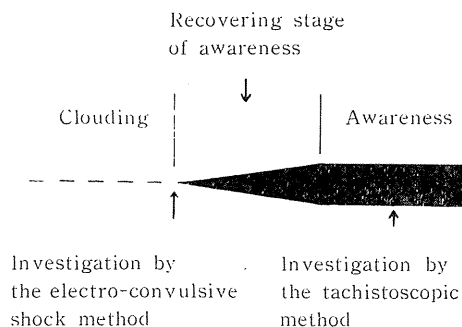 Recovering stage
of awareness
Clouding
Awareness
Investigation by
the electro-convulsive
shock method
Investigation by
the tachistoscopic
method